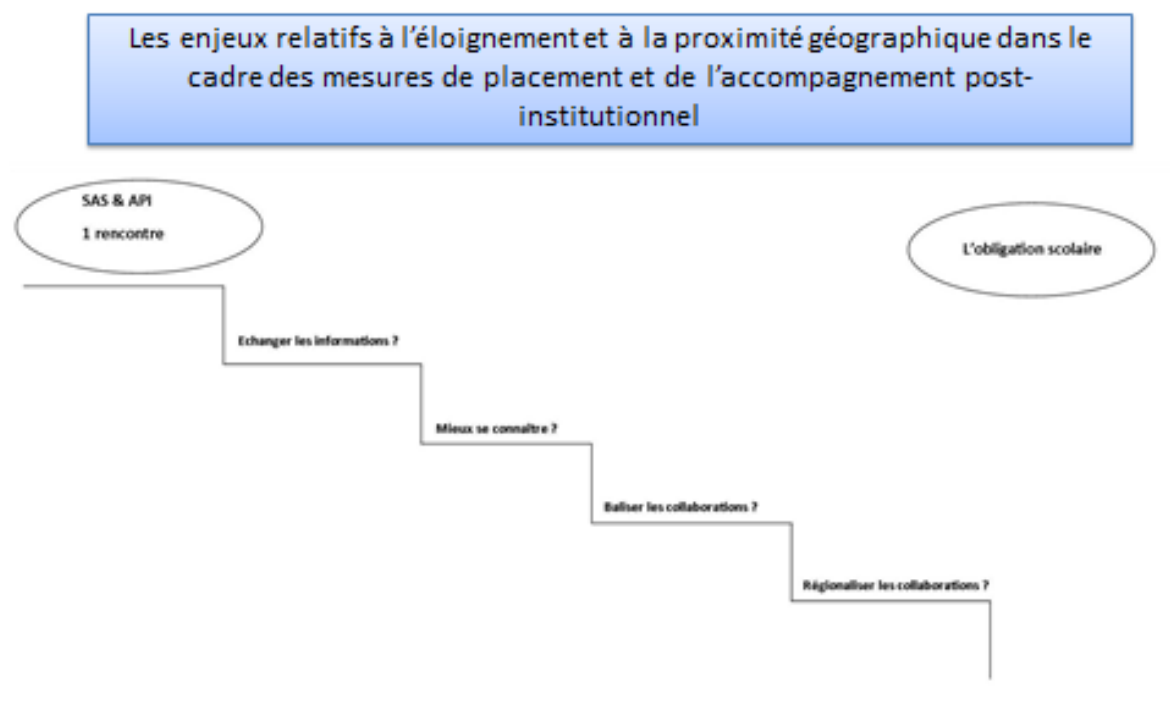 Les enjeux relatifs à l'éloignement et à la proximité géographique dans le
cadre des mesures de placement et de l'accompagnement post-
institutionnel
SAS & API
1 rencontre
L'obligation scolaire
Echanger les informations ?
Mieux se connaître ?
Baliser les collaborations ?
Régionaliser les collaborations ?